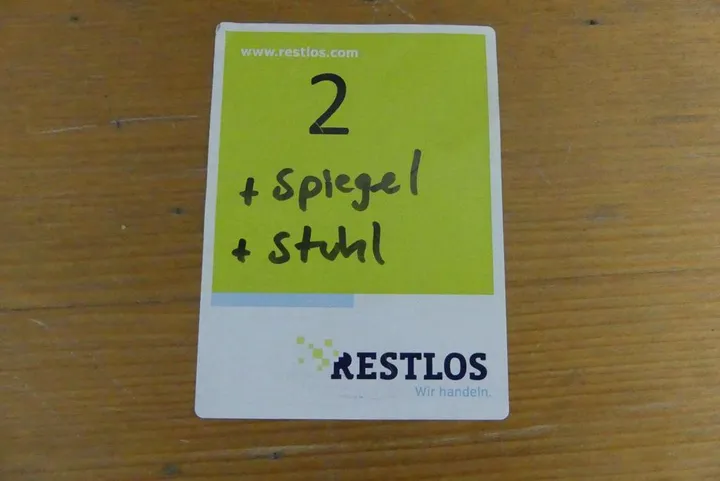 www.restlos.com
2
+ Spiegel
+ Stuhl
RESTLOS
Wir handeln.